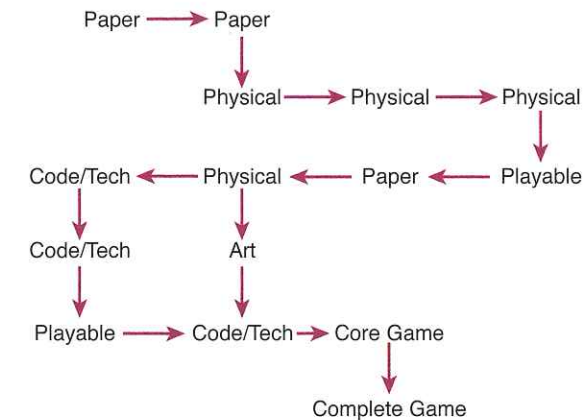 Paper Paper
Physical Physical Physical
Code/Tech Physical Paper Playable
Code/Tech Art
Playable Code/Tech Core Game
Complete Game